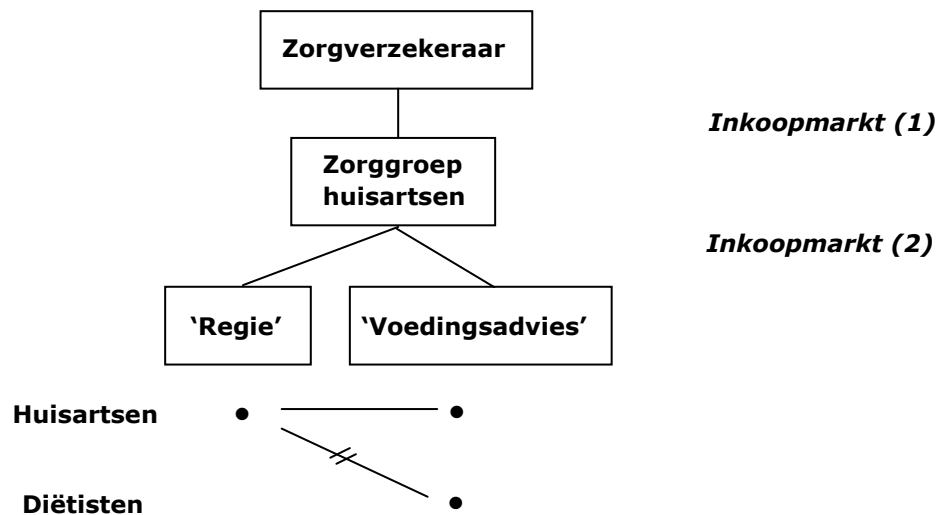 Zorgverzekeraar
Inkoopmarkt (1)
Zorggroep
huisartsen
Inkoopmarkt (2)
‘Regie’
‘Voedingsadvies’
Huisartsen
Diëtisten